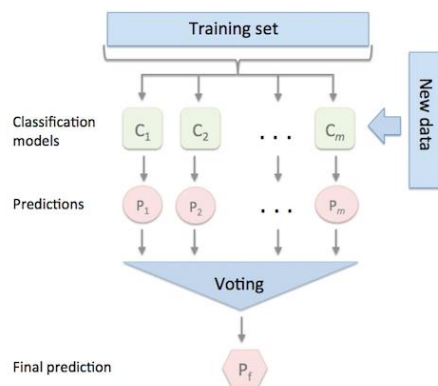 Training set
Classification
models
C1 C2 . . . Cm
New data
Predictions
P1 P2 . . . Pm
Voting
Final prediction
Pf